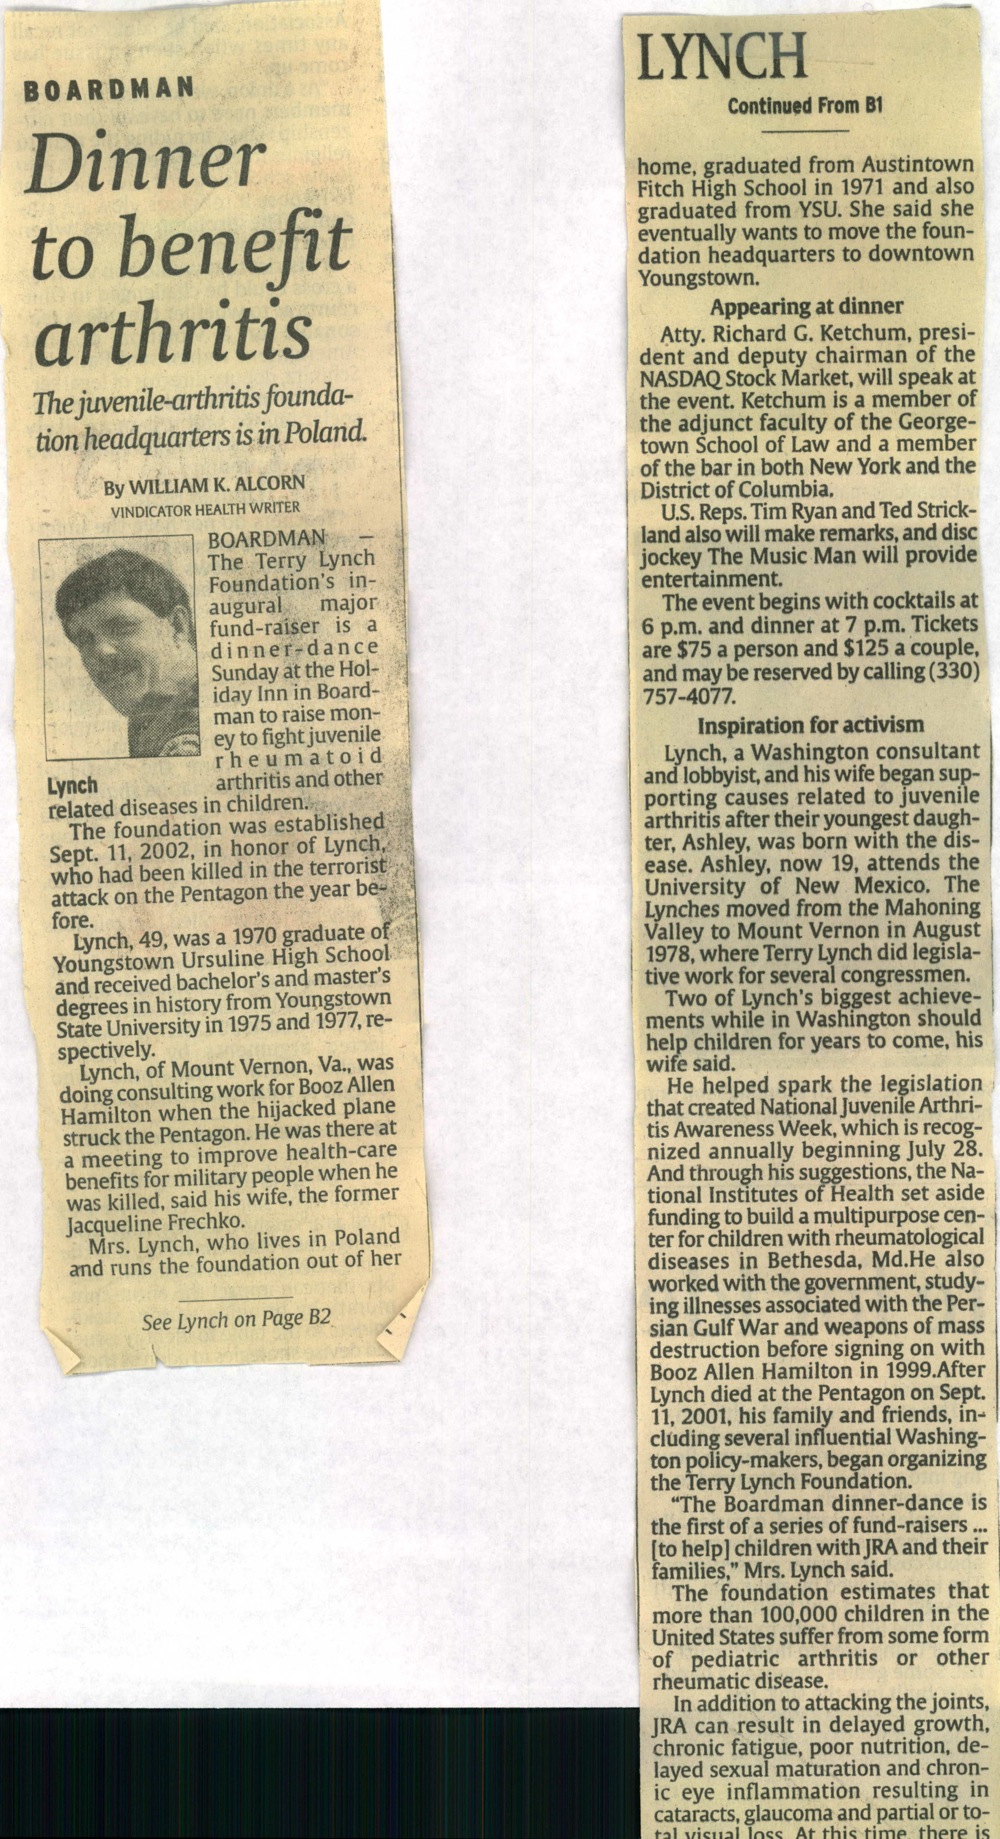 BOARDMAN
Dinner
to benefit
arthritis
The juvenile-arthritis founda-
tion headquarters is in Poland.
By WILLIAM K. ALCORN
VINDICATOR HEALTH WRITER
BOARDMAN —
The Terry Lynch
Foundation's in-
augural major
fund-raiser is a
dinner-dance
Sunday at the Hol-
iday Inn in Board-
man to raise mon-
ey to fight juvenile
rheumatoid
Lynch arthritis and other
related diseases in children.
The foundation was established
Sept. 11, 2002, in honor of Lynch,
who had been killed in the terrorist
attack on the Pentagon the year be-
fore.
Lynch, 49, was a 1970 graduate of
Youngstown Ursuline High School
and received bachelor's and master's
degrees in history from Youngstown
State University in 1975 and 1977, re-
spectively.
Lynch, of Mount Vernon, Va., was
doing consulting work for Booz Allen
Hamilton when the hijacked plane
struck the Pentagon. He was there at
a meeting to improve health-care
benefits for military people when he
was killed, said his wife, the former
Jacqueline Frechko.
Mrs. Lynch, who lives in Poland
and runs the foundation out of her
See Lynch on Page B2
LYNCH
Continued From B1
home, graduated from Austintown
Fitch High School in 1971 and also
graduated from YSU. She said she
eventually wants to move the foun-
dation headquarters to downtown
Youngstown.
Appearing at dinner
Atty. Richard G. Ketchum, presi-
dent and deputy chairman of the
NASDAQ Stock Market, will speak at
the event. Ketchum is a member of
the adjunct faculty of the George-
town School of Law and a member
of the bar in both New York and the
District of Columbia.
U.S. Reps. Tim Ryan and Ted Strick-
land also will make remarks, and disc
jockey The Music Man will provide
entertainment.
The event begins with cocktails at
6 p.m. and dinner at 7 p.m. Tickets
are $75 a person and $125 a couple,
and may be reserved by calling (330)
757-4077.
Inspiration for activism
Lynch, a Washington consultant
and lobbyist, and his wife began sup-
porting causes related to juvenile
arthritis after their youngest daugh-
ter, Ashley, was born with the dis-
ease. Ashley, now 19, attends the
University of New Mexico. The
Lynches moved from the Mahoning
Valley to Mount Vernon in August
1978, where Terry Lynch did legisla-
tive work for several congressmen.
Two of Lynch's biggest achieve-
ments while in Washington should
help children for years to come, his
wife said.
He helped spark the legislation
that created National Juvenile Arthri-
tis Awareness Week, which is recog-
nized annually beginning July 28.
And through his suggestions, the Na-
tional Institutes of Health set aside
funding to build a multipurpose cen-
ter for children with rheumatological
diseases in Bethesda, Md.He also
worked with the government, study-
ing illnesses associated with the Per-
sian Gulf War and weapons of mass
destruction before signing on with
Booz Allen Hamilton in 1999.After
Lynch died at the Pentagon on Sept.
11, 2001, his family and friends, in-
cluding several influential Washing-
ton policy-makers, began organizing
the Terry Lynch Foundation.
“The Boardman dinner-dance is
the first of a series of fund-raisers ...
[to help] children with JRA and their
families,” Mrs. Lynch said.
The foundation estimates that
more than 100,000 children in the
United States suffer from some form
of pediatric arthritis or other
rheumatic disease.
In addition to attacking the joints,
JRA can result in delayed growth,
chronic fatigue, poor nutrition, de-
layed sexual maturation and chron-
ic eye inflammation resulting in
cataracts, glaucoma and partial or to-
tal visual loss. At this time, there is